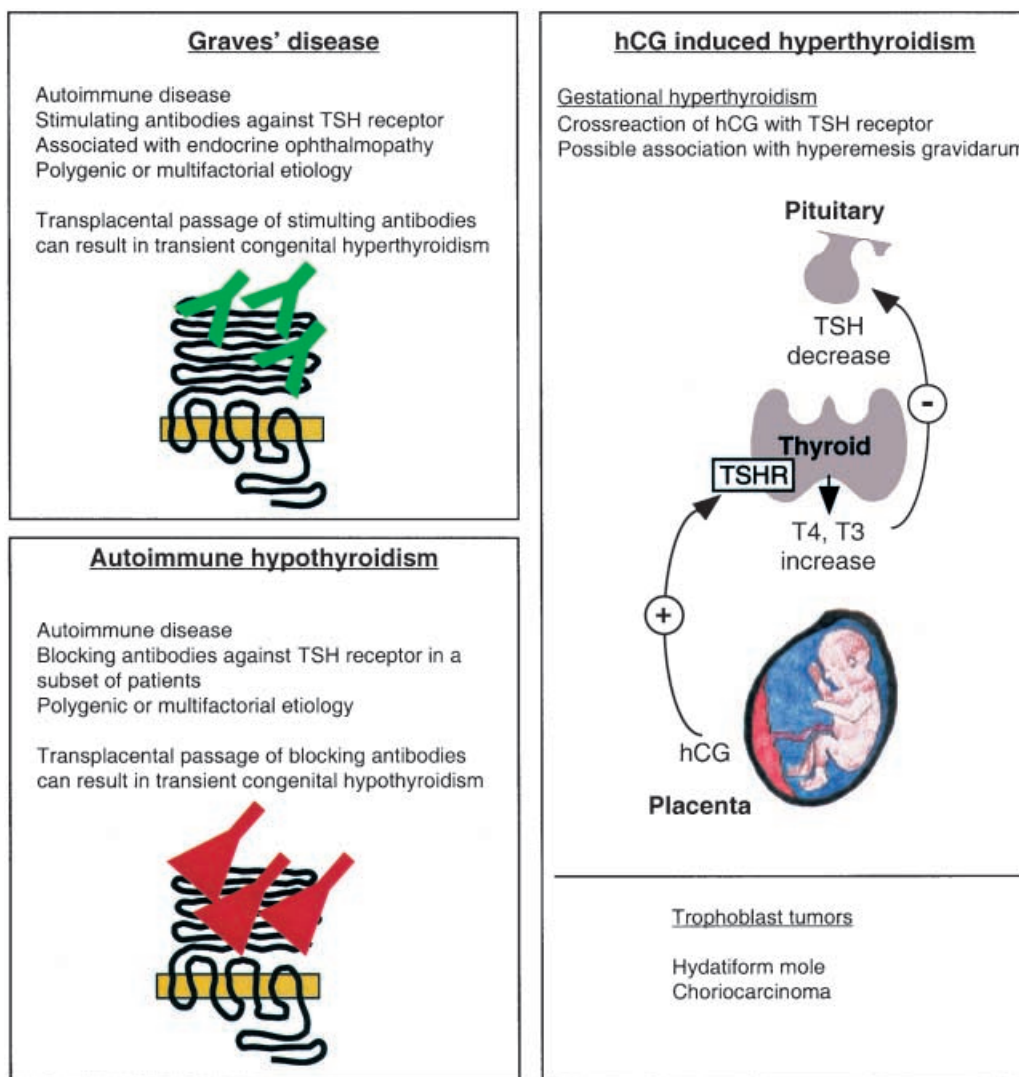 Graves’ disease
Autoimmune disease
Stimulating antibodies against TSH receptor
Associated with endocrine ophthalmopathy
Polygenic or multifactorial etiology
Transplacental passage of stimulting antibodies
can result in transient congenital hyperthyroidism
Autoimmune hypothyroidism
Autoimmune disease
Blocking antibodies against TSH receptor in a
subset of patients
Polygenic or multifactorial etiology
Transplacental passage of blocking antibodies
can result in transient congenital hypothyroidism
hCG induced hyperthyroidism
Gestational hyperthyroidism
Crossreaction of hCG with TSH receptor
Possible association with hyperemesis gravidarum
Pituitary
TSH
decrease
-
Thyroid
TSHR
T4, T3
increase
+
hCG
Placenta
Trophoblast tumors
Hydatiform mole
Choriocarcinoma